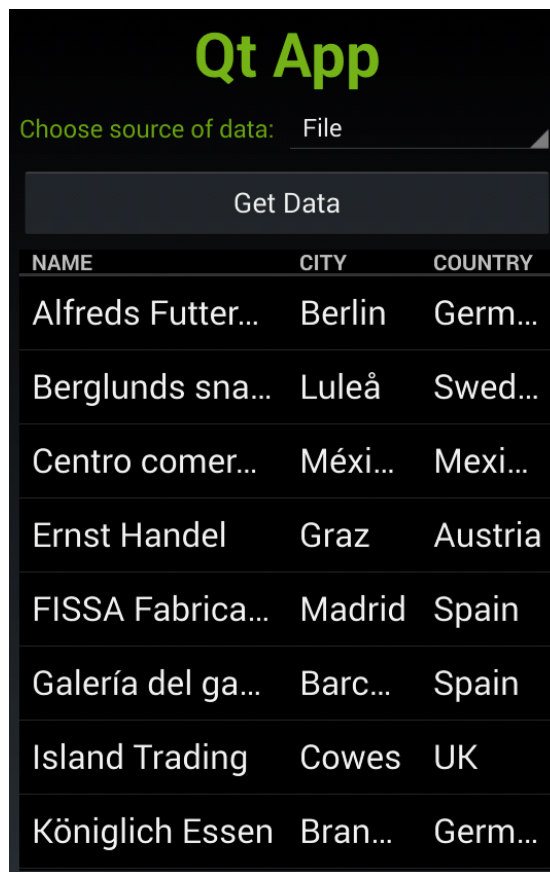 Qt App
Choose source of data: File
Get Data
NAME CITY COUNTRY
Alfreds Futter... Berlin Germ...
Berglunds sna... Luleå Swed...
Centro comer... Méxi... Mexi...
Ernst Handel Graz Austria
FISSA Fabrica... Madrid Spain
Galería del ga... Barc... Spain
Island Trading Cowes UK
Königlich Essen Bran... Germ...